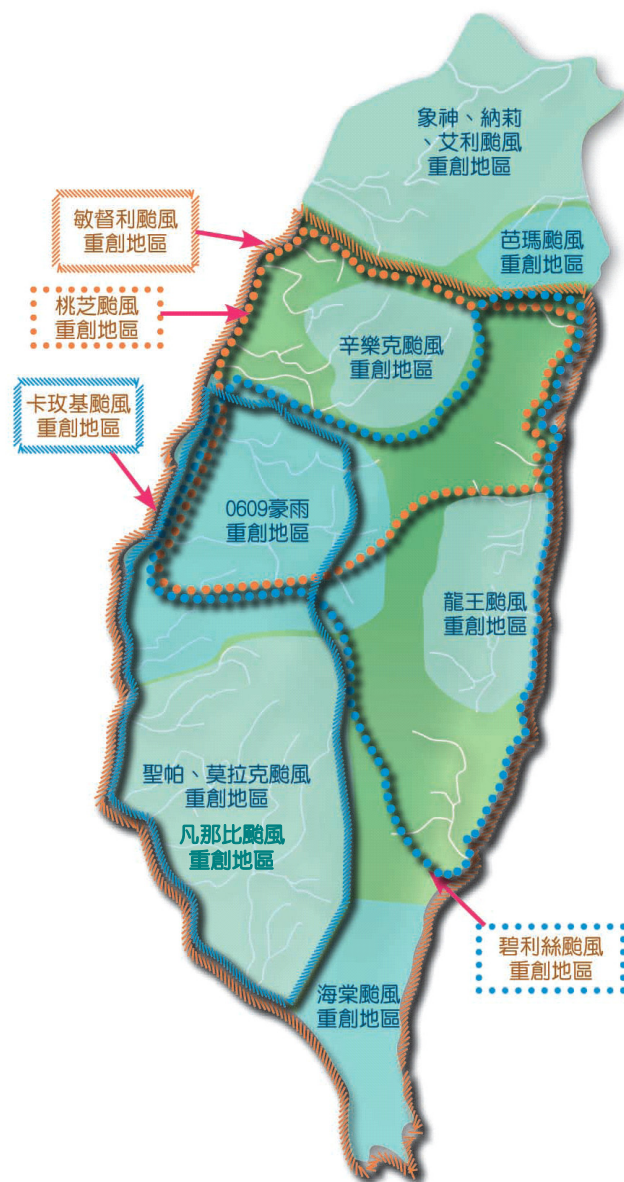 象神、納莉
、艾利颱風
重創地區
敏督利颱風
重創地區
芭瑪颱風
重創地區
桃芝颱風
重創地區
辛樂克颱風
重創地區
卡玫基颱風
重創地區
0609豪雨
重創地區
龍王颱風
重創地區
聖帕、莫拉克颱風
重創地區
凡那比颱風
重創地區
碧利絲颱風
重創地區
海棠颱風
重創地區